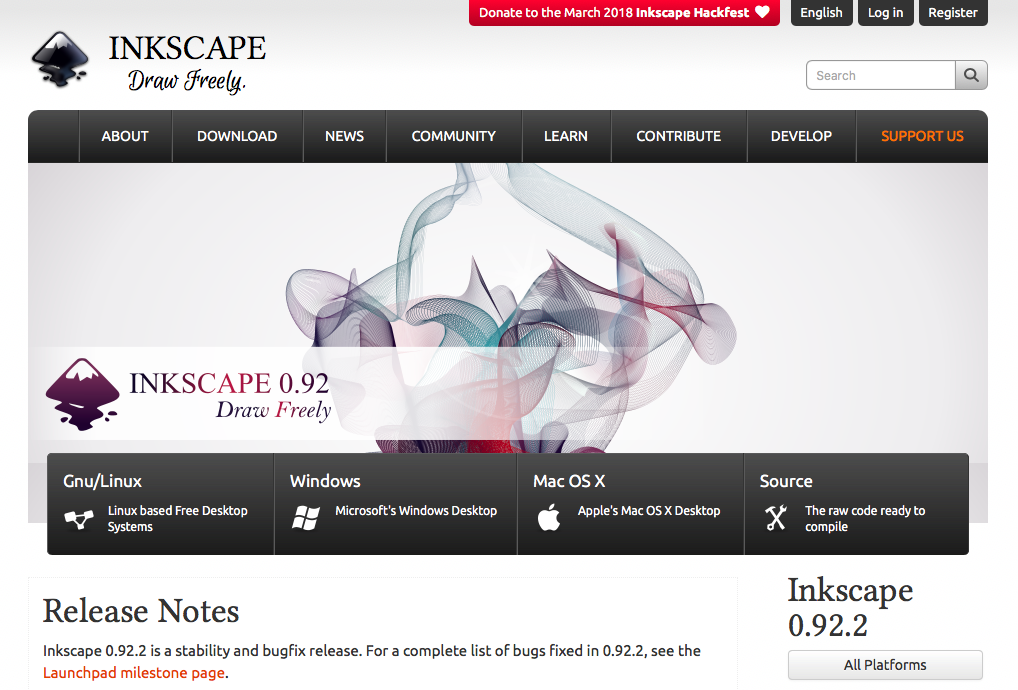 Donate to the March 2018 Inkscape Hackfest
English
Log in
Register
INKSCAPE
Draw Freely.
Search
ABOUT
DOWNLOAD
NEWS
COMMUNITY
LEARN
CONTRIBUTE
DEVELOP
SUPPORT US
INKSCAPE 0.92
Draw Freely
Gnu/Linux
Linux based Free Desktop
Systems
Windows
Microsoft's Windows Desktop
Mac OS X
Apple's Mac OS X Desktop
Source
The raw code ready to
compile
Release Notes
Inkscape 0.92.2 is a stability and bugfix release. For a complete list of bugs fixed in 0.92.2, see the
Launchpad milestone page.
Inkscape
0.92.2
All Platforms